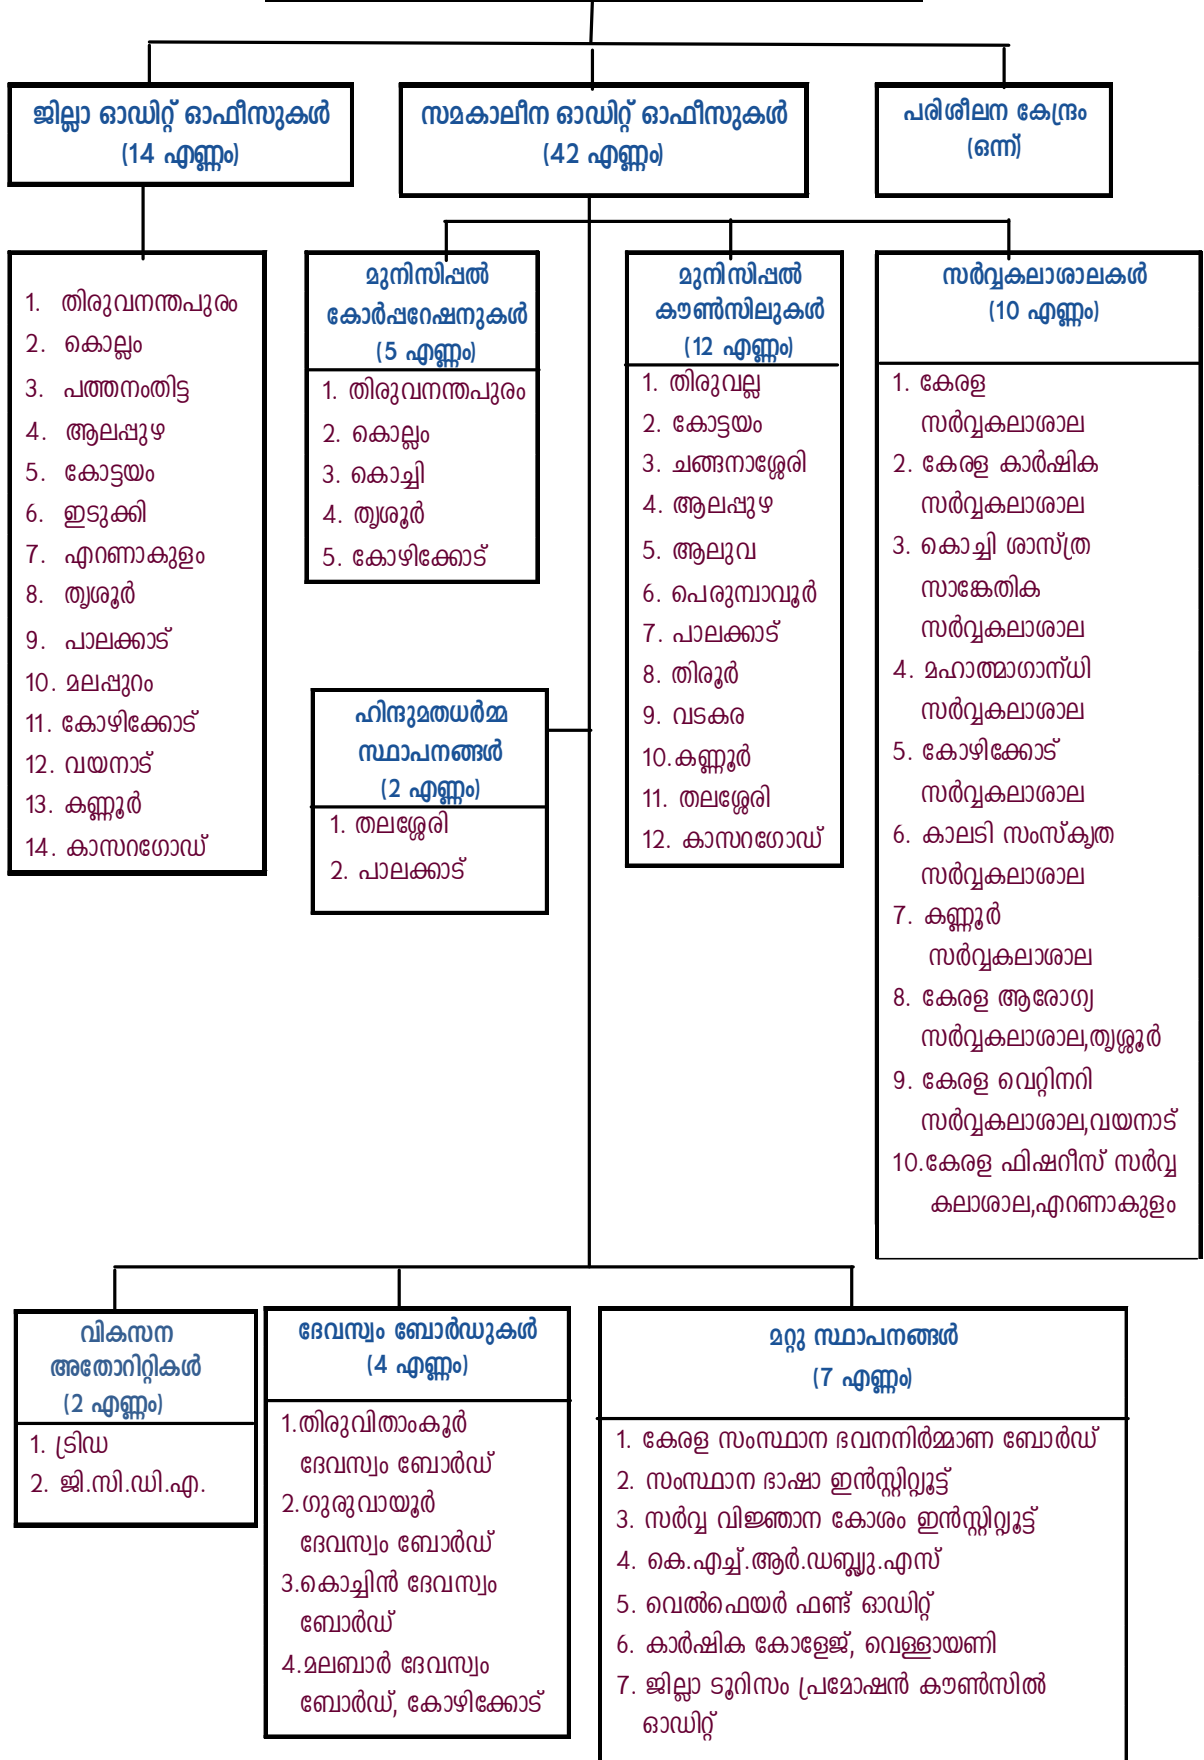 ജില്ലാ ഓഡിറ്റ് ഓഫീസുകൾ
(14 എണ്ണം)
സമകാലീന ഓഡിറ്റ് ഓഫീസുകൾ
(42 എണ്ണം)
പരിശീലന കേന്ദ്രം
(ഒന്ന്)
1. തിരുവനന്തപുരം
2. കൊല്ലം
3. പത്തനംതിട്ട
4. ആലപ്പുഴ
5. കോട്ടയം
6. ഇടുക്കി
7. എറണാകുളം
8. തൃശൂർ
9. പാലക്കാട്
10. മലപ്പുറം
11. കോഴിക്കോട്
12. വയനാട്
13. കണ്ണൂർ
14. കാസറഗോഡ്
മുനിസിപ്പൽ
കോർപ്പറേഷനുകൾ
(5 എണ്ണം)
1. തിരുവനന്തപുരം
2. കൊല്ലം
3. കൊച്ചി
4. തൃശൂർ
5. കോഴിക്കോട്
മുനിസിപ്പൽ
കൗൺസിലുകൾ
(12 എണ്ണം)
1. തിരുവല്ല
2. കോട്ടയം
3. ചങ്ങനാശ്ശേരി
4. ആലപ്പുഴ
5. ആലുവ
6. പെരുമ്പാവൂർ
7. പാലക്കാട്
8. തിരൂർ
9. വടകര
10.കണ്ണൂർ
11. തലശ്ശേരി
12. കാസറഗോഡ്
സർവ്വകലാശാലകൾ
(10 എണ്ണം)
1. കേരള
സർവ്വകലാശാല
2. കേരള കാർഷിക
സർവ്വകലാശാല
3. കൊച്ചി ശാസ്ത്ര
സാങ്കേതിക
സർവ്വകലാശാല
4. മഹാത്മാഗാന്ധി
സർവ്വകലാശാല
5. കോഴിക്കോട്
സർവ്വകലാശാല
6. കാലടി സംസ്കൃത
സർവ്വകലാശാല
7. കണ്ണൂർ
സർവ്വകലാശാല
8. കേരള ആരോഗ്യ
സർവ്വകലാശാല,തൃശ്ശൂർ
9. കേരള വെറ്റിനറി
സർവ്വകലാശാല,വയനാട്
10.കേരള ഫിഷറീസ് സർവ്വ
കലാശാല,എറണാകുളം
ഹിന്ദുമതധർമ്മ
സ്ഥാപനങ്ങൾ
(2 എണ്ണം)
1. തലശ്ശേരി
2. പാലക്കാട്
വികസന
അതോറിറ്റികൾ
(2 എണ്ണം)
1. ട്രിഡ
2. ജി.സി.ഡി.എ.
ദേവസ്വം ബോർഡുകൾ
(4 എണ്ണം)
1.തിരുവിതാംകൂർ
ദേവസ്വം ബോർഡ്
2.ഗുരുവായൂർ
ദേവസ്വം ബോർഡ്
3.കൊച്ചിൻ ദേവസ്വം
ബോർഡ്
4.മലബാർ ദേവസ്വം
ബോർഡ്, കോഴിക്കോട്
മറ്റു സ്ഥാപനങ്ങൾ
(7 എണ്ണം)
1. കേരള സംസ്ഥാന ഭവനനിർമ്മാണ ബോർഡ്
2. സംസ്ഥാന ഭാഷാ ഇൻസ്റ്റിറ്റ്യൂട്ട്
3. സർവ്വ വിജ്ഞാന കോശം ഇൻസ്റ്റിറ്റ്യൂട്ട്
4. കെ.എച്ച്.ആർ.ഡബ്ല്യു.എസ്
5. വെൽഫെയർ ഫണ്ട് ഓഡിറ്റ്
6. കാർഷിക കോളേജ്, വെള്ളായണി
7. ജില്ലാ ടൂറിസം പ്രമോഷൻ കൗൺസിൽ
ഓഡിറ്റ്